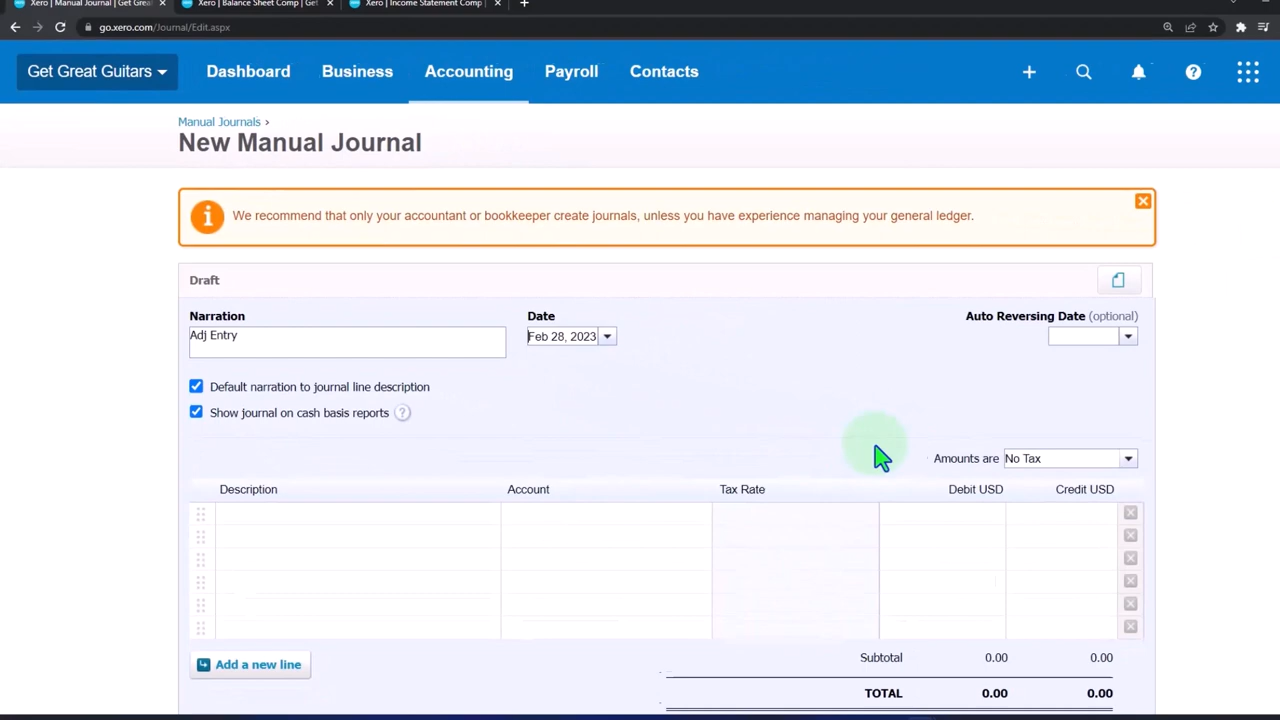 Xero | Manual Journal | Get Grea
Xero | Balance Sheet Comp | Get
Xero | Income Statement Comp |
go.xero.com/Journal/Edit.aspx
Get Great Guitars
Dashboard
Business
Accounting
Payroll
Contacts
Manual Journals ›
New Manual Journal
We recommend that only your accountant or bookkeeper create journals, unless you have experience managing your general ledger.
Draft
Narration
Date
Auto Reversing Date (optional)
Adj Entry
Feb 28, 2023
Default narration to journal line description
Show journal on cash basis reports ?
Amounts are
No Tax
Description
Account
Tax Rate
Debit USD
Credit USD
Add a new line
Subtotal
0.00
0.00
TOTAL
0.00
0.00